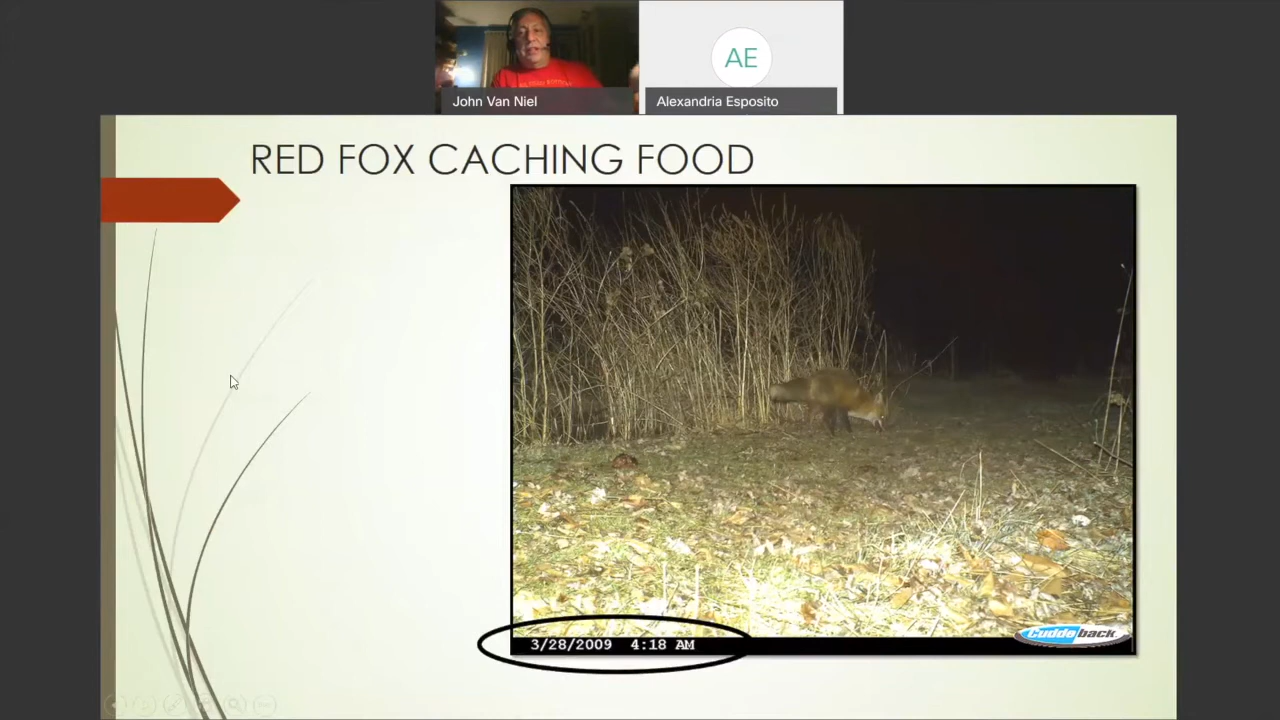 AE
John Van Niel
Alexandria Esposito
RED FOX CACHING FOOD
Cuddeback
3/28/2009 4:18 AM